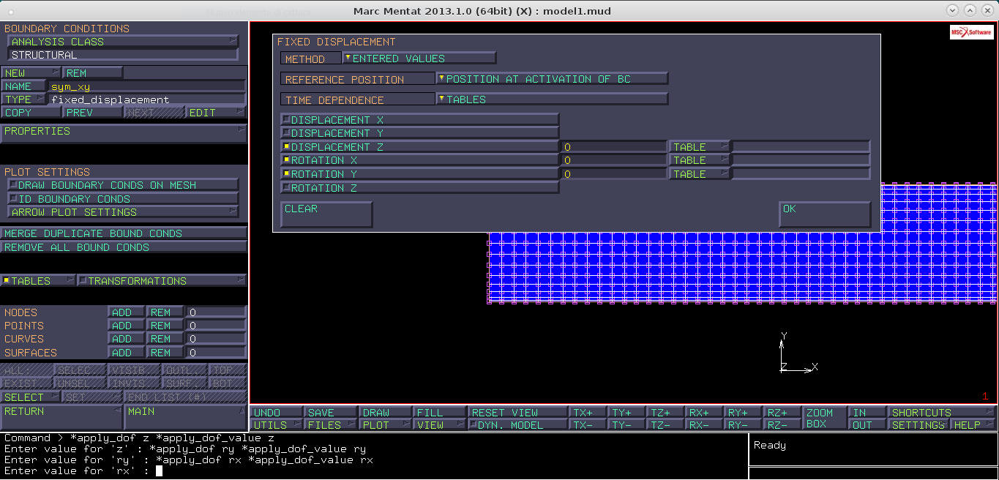 Marc Mentat 2013.1.0 (64bit) (X) : model1.mud
BOUNDARY CONDITIONS
ANALYSIS CLASS
STRUCTURAL
NEW REM
NAME sym_xy
TYPE fixed_displacement
COPY PREV NEXT EDIT
PROPERTIES
PLOT SETTINGS
DRAW BOUNDARY CONDS ON MESH
ID BOUNDARY CONDS
ARROW PLOT SETTINGS
MERGE DUPLICATE BOUND CONDS
REMOVE ALL BOUND CONDS
TABLES TRANSFORMATIONS
NODES ADD REM 0
POINTS ADD REM 0
CURVES ADD REM 0
SURFACES ADD REM 0
ALL: SELEC. VISIB. OUTL. TOP
EXIST. UNSEL. INVIS. SURF. BOT
SELECT SET END LIST (#)
RETURN MAIN
FIXED DISPLACEMENT
METHOD ENTERED VALUES
REFERENCE POSITION POSITION AT ACTIVATION OF BC
TIME DEPENDENCE TABLES
DISPLACEMENT X
DISPLACEMENT Y
DISPLACEMENT Z 0 TABLE
ROTATION X 0 TABLE
ROTATION Y 0 TABLE
ROTATION Z
CLEAR OK
MSC Software
Y
Z X
1
UNDO SAVE DRAW FILL RESET VIEW TX+ TY+ TZ+ RX+ RY+ RZ+ ZOOM IN SHORTCUTS
UTILS FILES PLOT VIEW DYN. MODEL TX- TY- TZ- RX- RY- RZ- BOX OUT SETTINGS HELP
Command > *apply_dof z *apply_dof_value z
Enter value for 'z' : *apply_dof ry *apply_dof_value ry
Enter value for 'ry' : *apply_dof rx *apply_dof_value rx
Enter value for 'rx' :
Ready